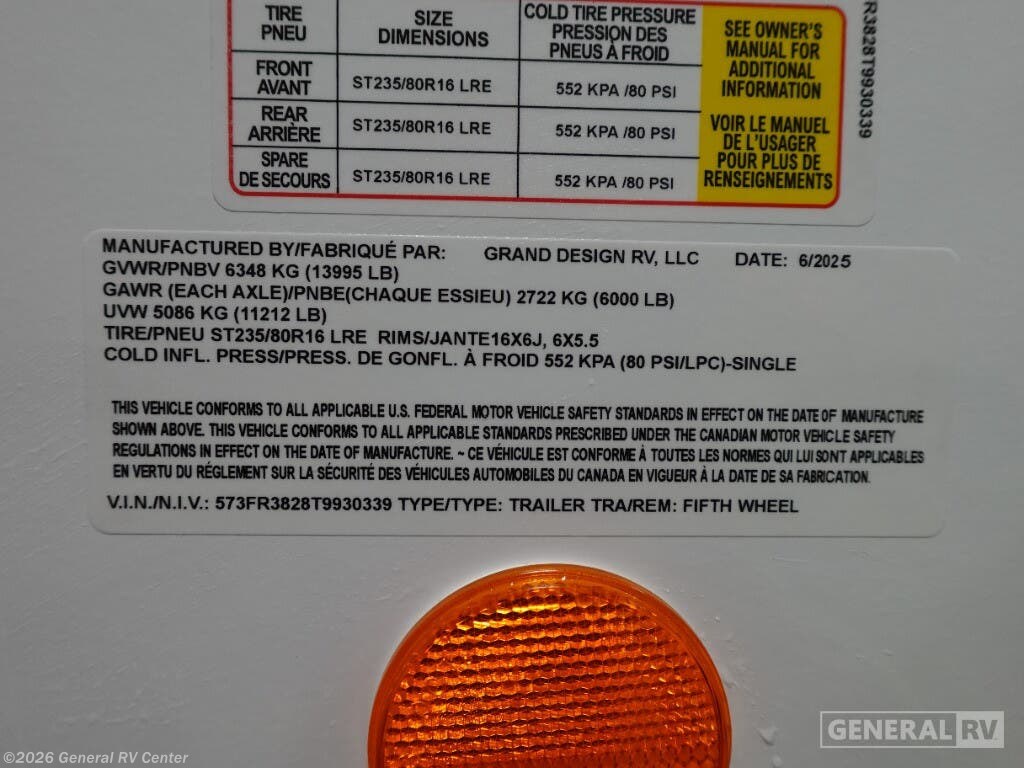 TIRE PNEU SIZE DIMENSIONS COLD TIRE PRESSURE PRESSION DES PNEUS À FROID
FRONT AVANT ST235/80R16 LRE 552 KPA /80 PSI
REAR ARRIÈRE ST235/80R16 LRE 552 KPA /80 PSI
SPARE DE SECOURS ST235/80R16 LRE 552 KPA /80 PSI
SEE OWNER'S
MANUAL FOR
ADDITIONAL
INFORMATION
VOIR LE MANUEL
DE L'USAGER
POUR PLUS DE
RENSEIGNEMENTS
R3828T9930339
MANUFACTURED BY/FABRIQUÉ PAR: GRAND DESIGN RV, LLC DATE: 6/2025
GVWR/PNBV 6348 KG (13995 LB)
GAWR (EACH AXLE)/PNBE(CHAQUE ESSIEU) 2722 KG (6000 LB)
UVW 5086 KG (11212 LB)
TIRE/PNEU ST235/80R16 LRE RIMS/JANTE16X6J, 6X5.5
COLD INFL. PRESS/PRESS. DE GONFL. À FROID 552 KPA (80 PSI/LPC)-SINGLE
THIS VEHICLE CONFORMS TO ALL APPLICABLE U.S. FEDERAL MOTOR VEHICLE SAFETY STANDARDS IN EFFECT ON THE DATE OF MANUFACTURE
SHOWN ABOVE. THIS VEHICLE CONFORMS TO ALL APPLICABLE STANDARDS PRESCRIBED UNDER THE CANADIAN MOTOR VEHICLE SAFETY
REGULATIONS IN EFFECT ON THE DATE OF MANUFACTURE. ~ CE VÉHICULE EST CONFORME À TOUTES LES NORMES QUI LUI SONT APPLICABLES
EN VERTU DU RÉGLEMENT SUR LA SÉCURITÉ DES VÉHICULES AUTOMOBILES DU CANADA EN VIGUEUR À LA DATE DE SA FABRICATION.
V.I.N./N.I.V.: 573FR3828T9930339 TYPE/TYPE: TRAILER TRA/REM: FIFTH WHEEL
GENERAL RV
©2026 General RV Center